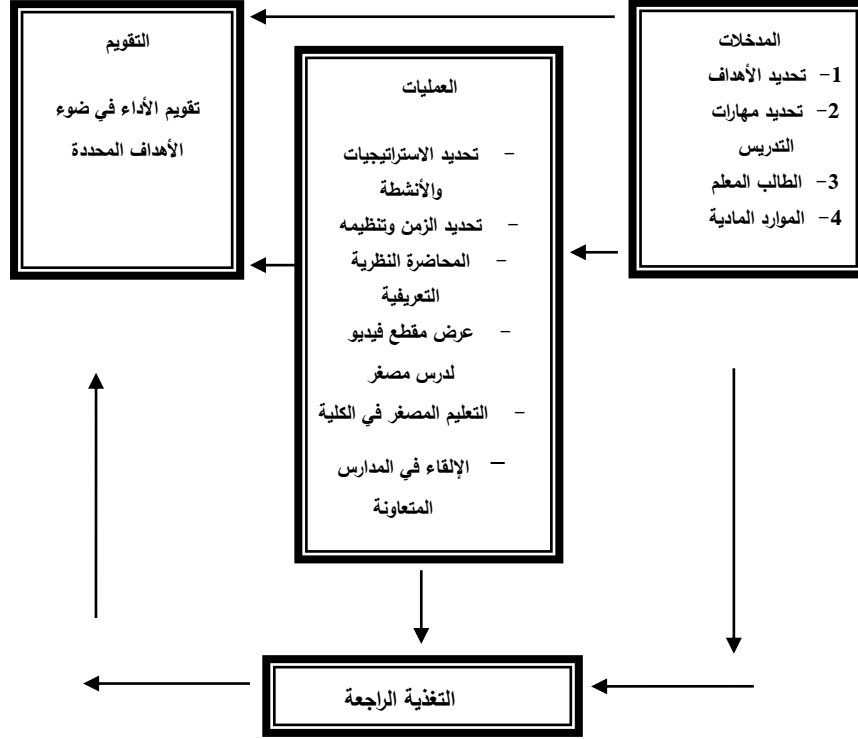 المدخلات
1- تحديد الأهداف
2- تحديد مهارات
التدريس
3- الطالب المعلم
4- الموارد المادية
العمليات
- تحديد الاستراتيجيات
والأنشطة
- تحديد الزمن وتنظيمه
- المحاضرة النظرية
التعريفية
- عرض مقطع فيديو
لدرس مصغر
- التعليم المصغر في الكلية
- الإلقاء في المدارس
المتعاونة
التقويم
تقويم الأداء في ضوء
الأهداف المحددة
التغذية الراجعة